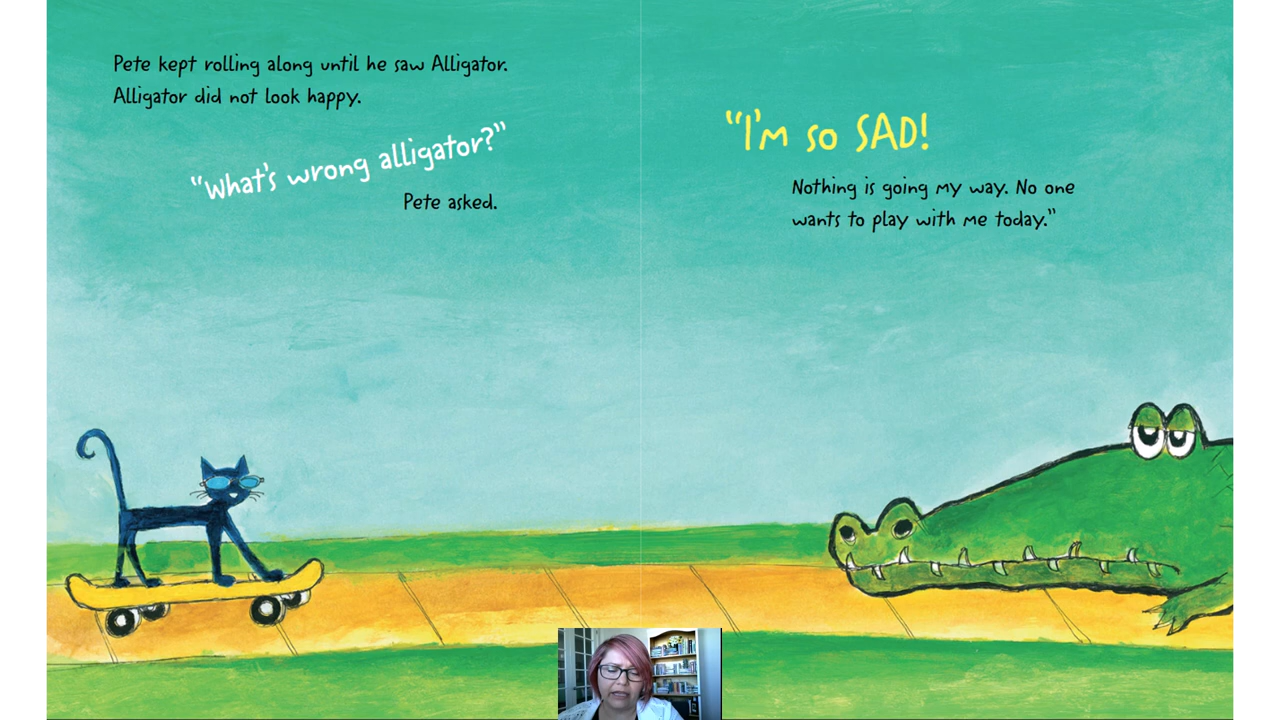 Pete kept rolling along until he saw Alligator.
Alligator did not look happy.
“What’s wrong alligator?”
Pete asked.
“I’m so SAD!
Nothing is going my way. No one
wants to play with me today.”